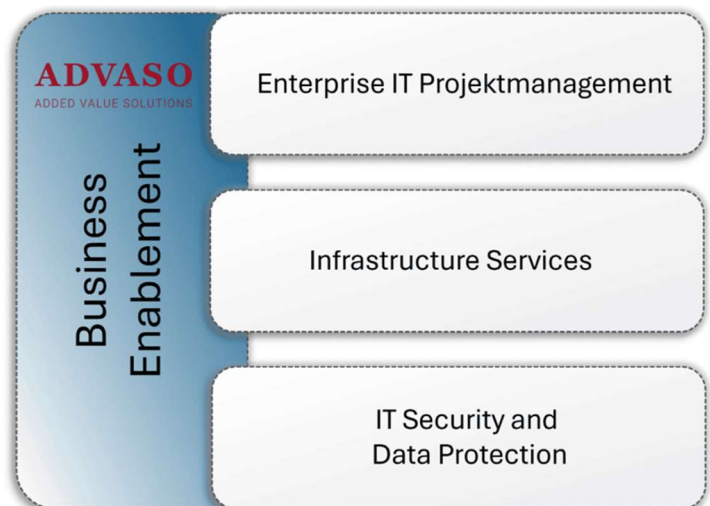 ADVASO
ADDED VALUE SOLUTIONS
Business
Enablement
Enterprise IT Projektmanagement
Infrastructure Services
IT Security and
Data Protection